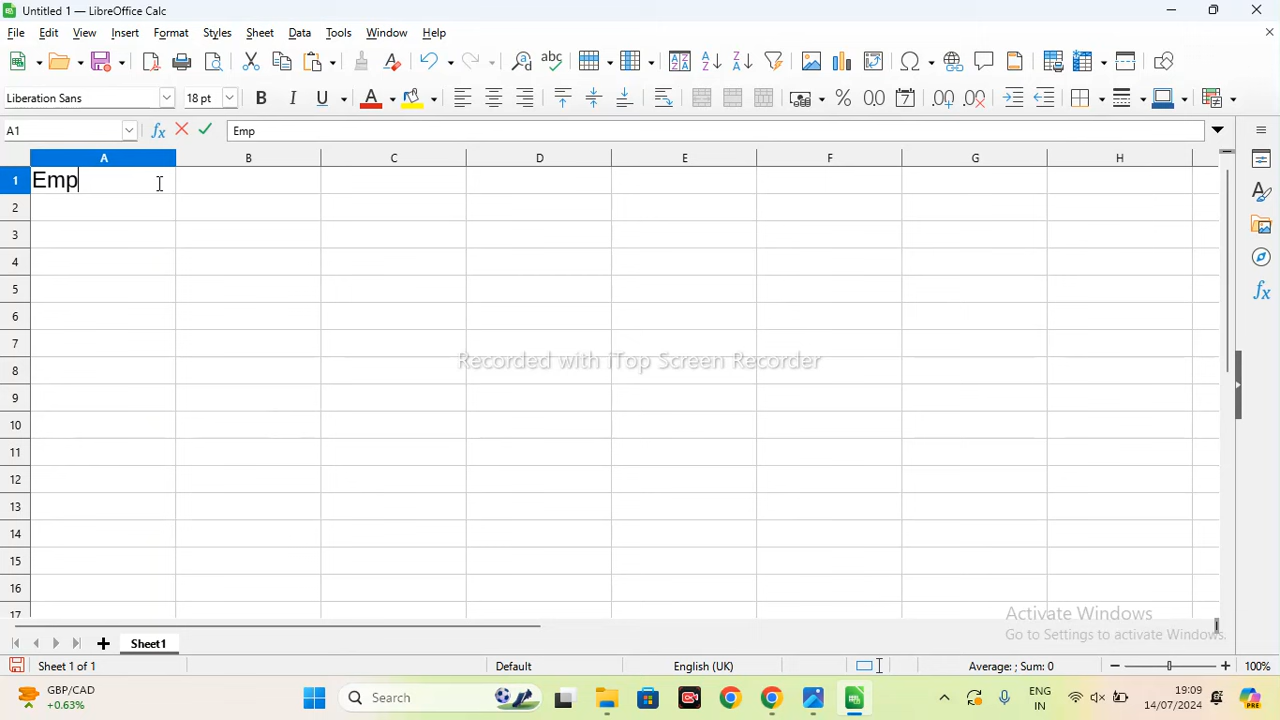 Untitled 1 — LibreOffice Calc
File Edit View Insert Format Styles Sheet Data Tools Window Help
Liberation Sans 18 pt
A1 Emp
A B C D E F G H
1 Emp
2
3
4
5
6
7
8
9
10
11
12
13
14
15
16
17
Recorded with iTop Screen Recorder
Activate Windows
Go to Settings to activate Windows.
Sheet1
Sheet 1 of 1 Default English (UK) Average: ; Sum: 0 100%
GBP/CAD
+0.63%
Search
ENG
IN
19:09
14/07/2024
PRE